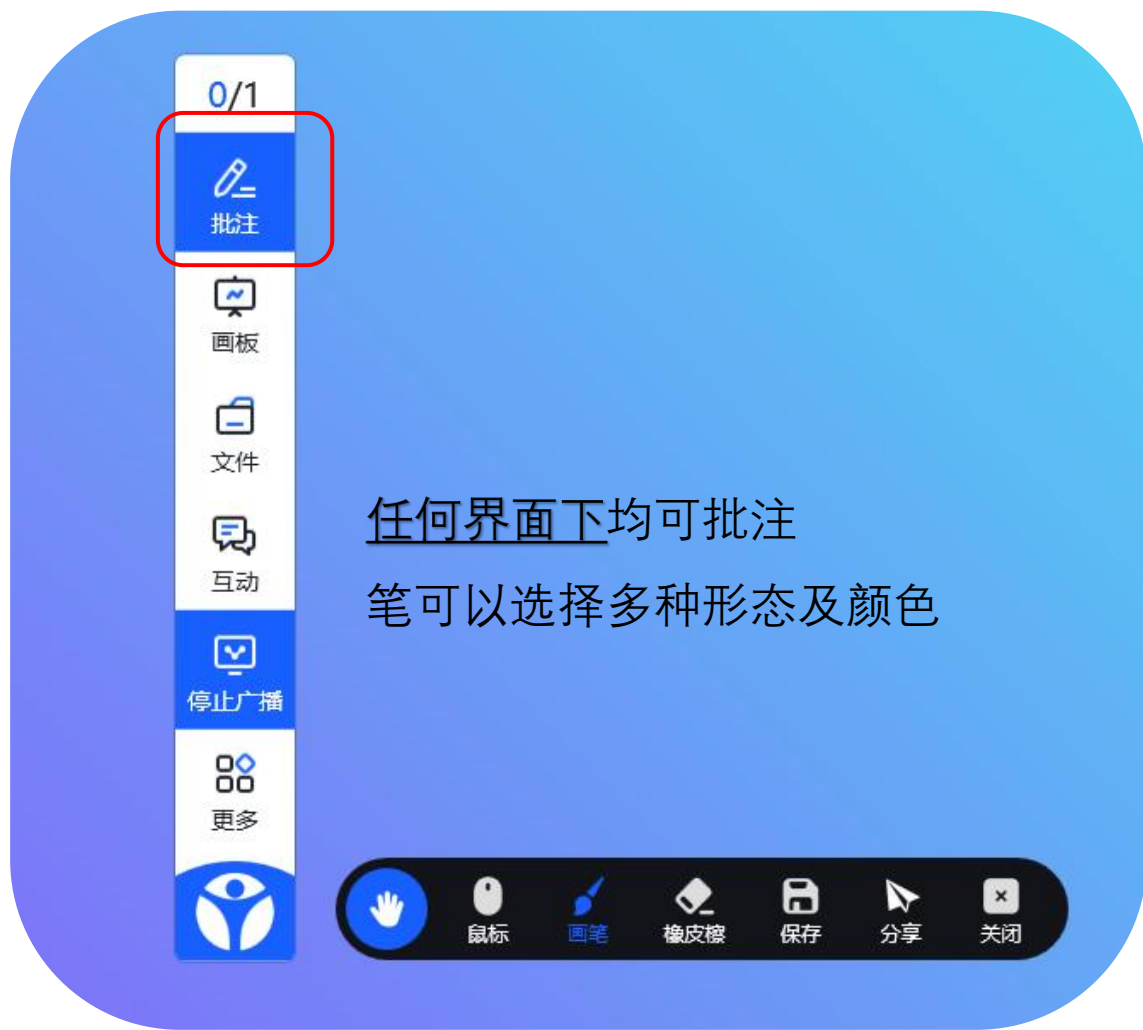 0/1
批注
画板
文件
互动
停止广播
更多
任何界面下均可批注
笔可以选择多种形态及颜色
鼠标
画笔
橡皮檫
保存
分享
关闭